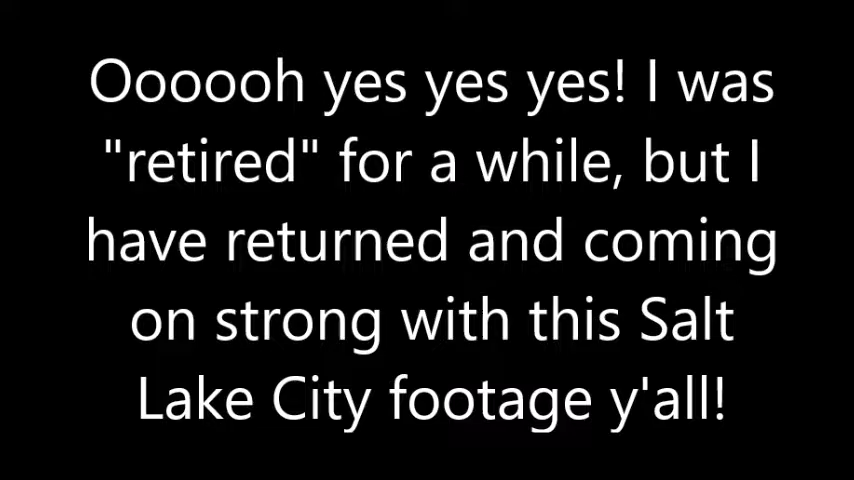 Oooooh yes yes yes! I was
"retired" for a while, but I
have returned and coming
on strong with this Salt
Lake City footage y'all!